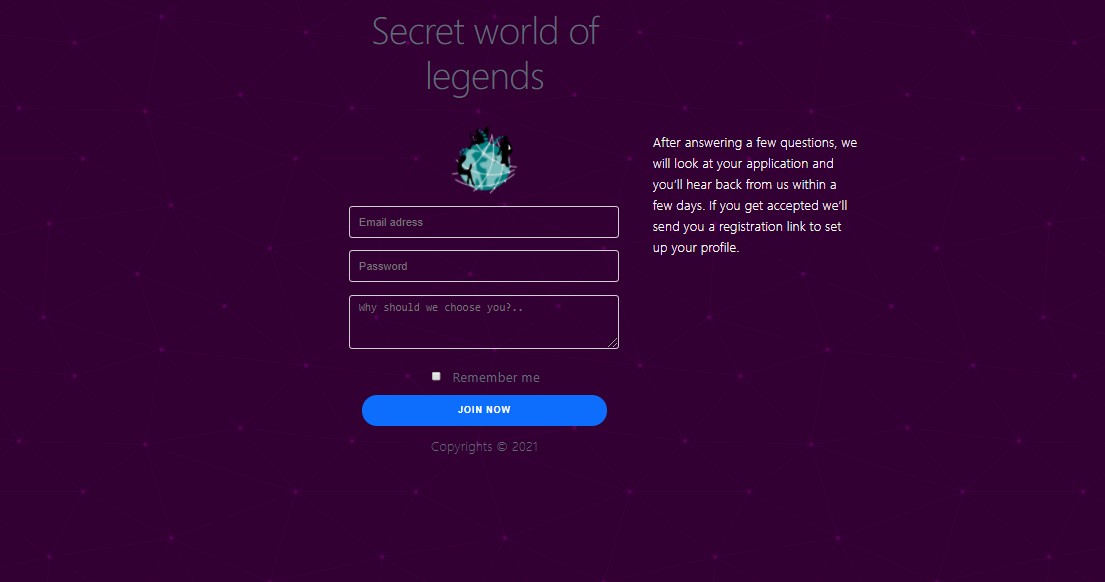 Secret world of
legends
Email adress
Password
Why should we choose you?..
Remember me
JOIN NOW
Copyrights © 2021
After answering a few questions, we
will look at your application and
you’ll hear back from us within a
few days. If you get accepted we’ll
send you a registration link to set
up your profile.